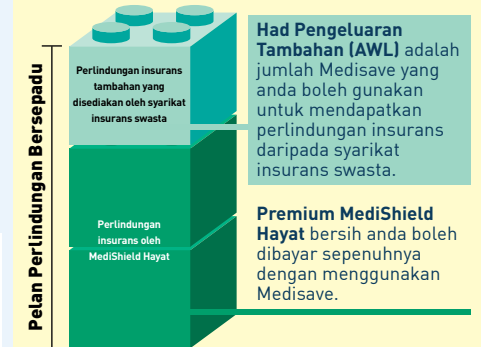 Pelan Perlindungan Bersepadu
Perlindungan insurans
tambahan yang
disediakan oleh syarikat
insurans swasta
Perlindungan
insurans oleh
MediShield Hayat
Had Pengeluaran
Tambahan (AWL) adalah
jumlah Medisave yang
anda boleh gunakan
untuk mendapatkan
perlindungan insurans
daripada syarikat
insurans swasta.
Premium MediShield
Hayat bersih anda boleh
dibayar sepenuhnya
dengan menggunakan
Medisave.